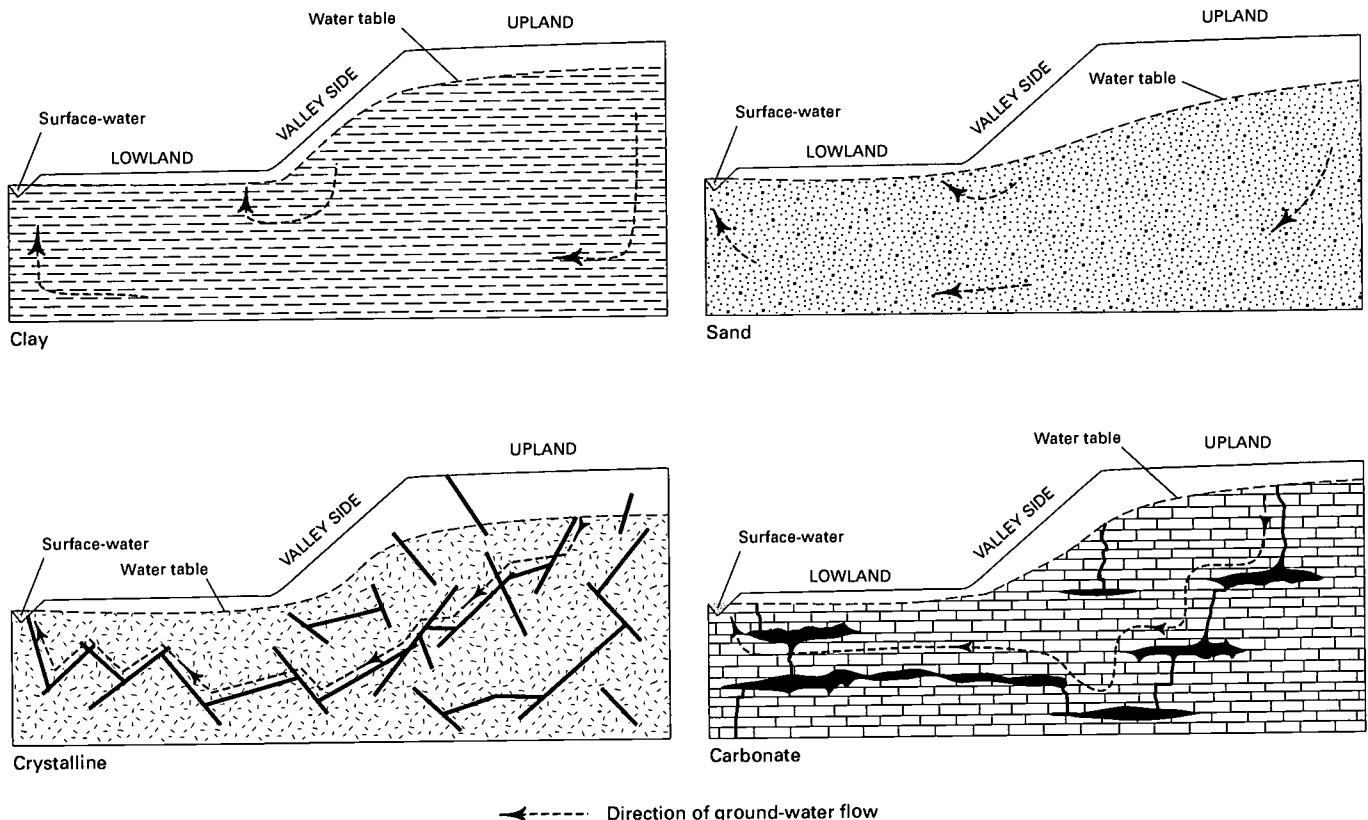 Water table
UPLAND
Surface-water
VALLEY SIDE
LOWLAND
Clay
UPLAND
Water table
Surface-water
VALLEY SIDE
LOWLAND
Sand
UPLAND
VALLEY SIDE
Surface-water
Water table
Crystalline
Water table
UPLAND
Surface-water
VALLEY SIDE
LOWLAND
Carbonate
Direction of ground-water flow